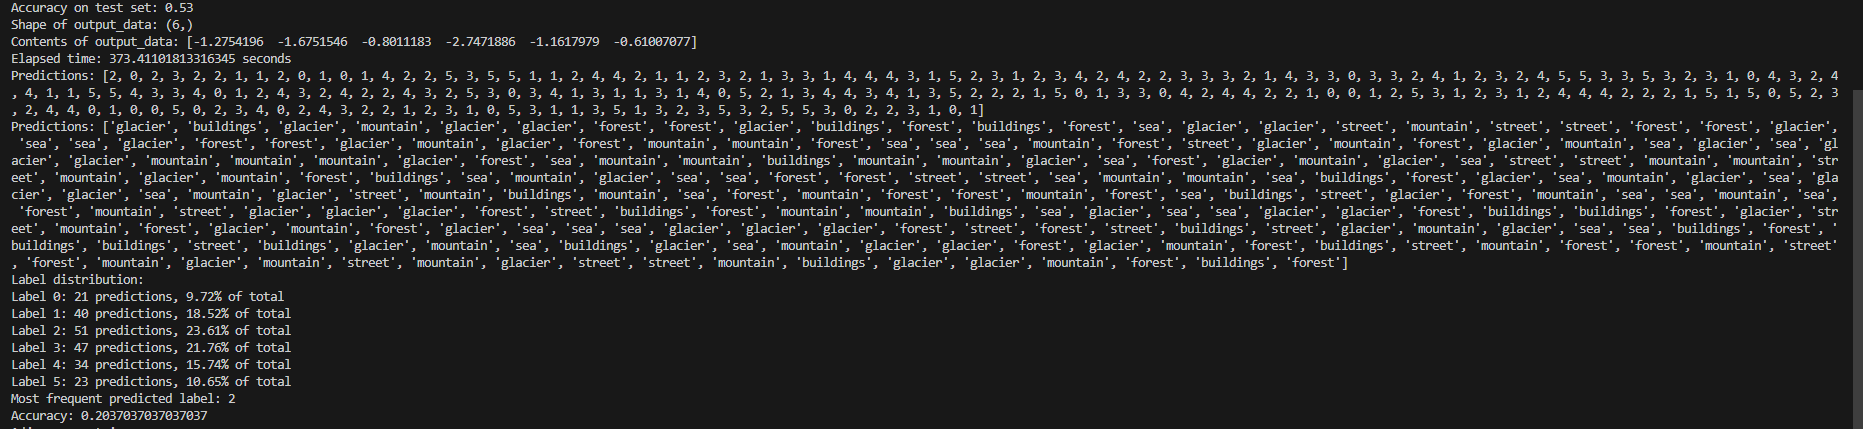 Accuracy on test set: 0.53
Shape of output_data: (6,)
Contents of output_data: [-1.2754196  -1.6751546  -0.8011183  -2.7471886  -1.1617979  -0.61007077]
Elapsed time: 373.41101813316345 seconds
Predictions: [2, 0, 2, 3, 2, 2, 1, 1, 2, 0, 1, 0, 1, 4, 2, 2, 5, 3, 5, 5, 1, 1, 2, 4, 4, 2, 1, 1, 2, 3, 2, 1, 3, 3, 1, 4, 4, 4, 3, 1, 5, 2, 3, 1, 2, 3, 4, 2, 4, 2, 2, 3, 3, 3, 2, 1, 4, 3, 3, 0, 3, 3, 2, 4, 1, 2, 3, 2, 4, 5, 5, 3, 3, 5, 3, 2, 3, 1, 0, 4, 3, 2, 4
, 4, 1, 1, 5, 5, 4, 3, 3, 4, 0, 1, 2, 4, 3, 2, 4, 2, 2, 4, 3, 2, 5, 3, 0, 3, 4, 1, 3, 1, 1, 3, 1, 4, 0, 5, 2, 1, 3, 4, 4, 3, 4, 1, 3, 5, 2, 2, 2, 1, 5, 0, 1, 3, 3, 0, 4, 2, 4, 4, 2, 2, 1, 0, 0, 1, 2, 5, 3, 1, 2, 3, 1, 2, 4, 4, 4, 2, 2, 2, 1, 5, 1, 5, 0, 5, 2, 3
, 2, 4, 4, 0, 1, 0, 0, 5, 0, 2, 3, 4, 0, 2, 4, 3, 2, 2, 1, 2, 3, 1, 0, 5, 3, 1, 1, 3, 5, 1, 3, 2, 3, 5, 3, 2, 5, 5, 3, 0, 2, 2, 3, 1, 0, 1]
Predictions: ['glacier', 'buildings', 'glacier', 'mountain', 'glacier', 'glacier', 'forest', 'forest', 'glacier', 'buildings', 'forest', 'buildings', 'forest', 'sea', 'glacier', 'glacier', 'street', 'mountain', 'street', 'street', 'forest', 'forest', 'glacier',
'sea', 'sea', 'glacier', 'forest', 'forest', 'glacier', 'mountain', 'glacier', 'forest', 'mountain', 'mountain', 'forest', 'sea', 'sea', 'sea', 'mountain', 'forest', 'street', 'glacier', 'mountain', 'forest', 'glacier', 'mountain', 'sea', 'glacier', 'sea', 'gl
acier', 'glacier', 'mountain', 'mountain', 'mountain', 'glacier', 'forest', 'sea', 'mountain', 'mountain', 'buildings', 'mountain', 'mountain', 'glacier', 'sea', 'forest', 'glacier', 'mountain', 'glacier', 'sea', 'street', 'street', 'mountain', 'mountain', 'str
eet', 'mountain', 'glacier', 'mountain', 'forest', 'buildings', 'sea', 'mountain', 'glacier', 'sea', 'sea', 'forest', 'forest', 'street', 'street', 'sea', 'mountain', 'mountain', 'sea', 'buildings', 'forest', 'glacier', 'sea', 'mountain', 'glacier', 'sea', 'gla
cier', 'glacier', 'sea', 'mountain', 'glacier', 'street', 'mountain', 'buildings', 'mountain', 'sea', 'forest', 'mountain', 'forest', 'forest', 'mountain', 'forest', 'sea', 'buildings', 'street', 'glacier', 'forest', 'mountain', 'sea', 'sea', 'mountain', 'sea',
'forest', 'mountain', 'street', 'glacier', 'glacier', 'glacier', 'forest', 'street', 'buildings', 'forest', 'mountain', 'mountain', 'buildings', 'sea', 'glacier', 'sea', 'sea', 'glacier', 'glacier', 'forest', 'buildings', 'buildings', 'forest', 'glacier', 'str
eet', 'mountain', 'forest', 'glacier', 'mountain', 'forest', 'glacier', 'sea', 'sea', 'sea', 'glacier', 'glacier', 'glacier', 'forest', 'street', 'forest', 'street', 'buildings', 'street', 'glacier', 'mountain', 'glacier', 'sea', 'sea', 'buildings', 'forest', '
buildings', 'buildings', 'street', 'buildings', 'glacier', 'mountain', 'sea', 'buildings', 'glacier', 'sea', 'mountain', 'glacier', 'glacier', 'forest', 'glacier', 'mountain', 'forest', 'buildings', 'street', 'mountain', 'forest', 'forest', 'mountain', 'street'
, 'forest', 'mountain', 'glacier', 'mountain', 'street', 'mountain', 'glacier', 'street', 'street', 'mountain', 'buildings', 'glacier', 'glacier', 'mountain', 'forest', 'buildings', 'forest']
Label distribution:
Label 0: 21 predictions, 9.72% of total
Label 1: 40 predictions, 18.52% of total
Label 2: 51 predictions, 23.61% of total
Label 3: 47 predictions, 21.76% of total
Label 4: 34 predictions, 15.74% of total
Label 5: 23 predictions, 10.65% of total
Most frequent predicted label: 2
Accuracy: 0.2037037037037037